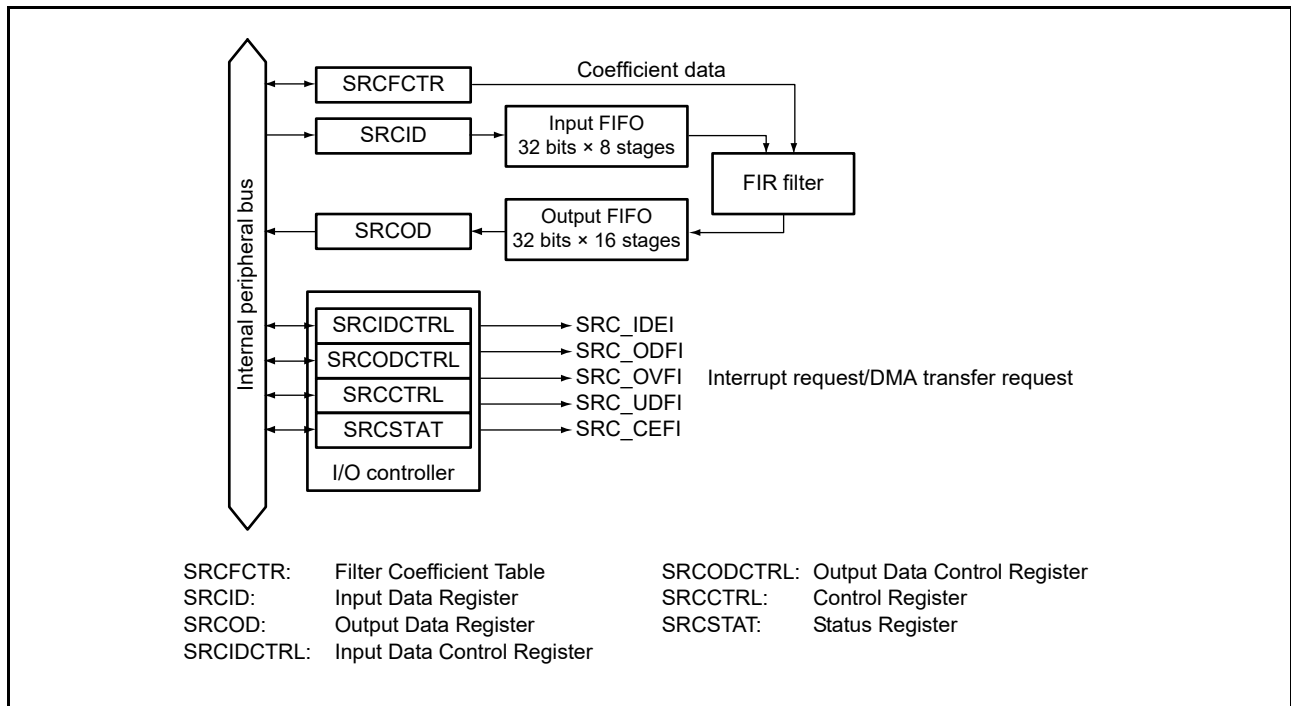 Coefficient data
SRCFCTR
SRCID
Input FIFO
32 bits × 8 stages
FIR filter
SRCOD
Output FIFO
32 bits × 16 stages
Internal peripheral bus
SRCIDCTRL
SRCODCTRL
SRCCTRL
SRCSTAT
I/O controller
SRC_IDEI
SRC_ODFI
SRC_OVFI
SRC_UDFI
SRC_CEFI
Interrupt request/DMA transfer request
SRCFCTR: Filter Coefficient Table
SRCID: Input Data Register
SRCOD: Output Data Register
SRCIDCTRL: Input Data Control Register
SRCODCTRL: Output Data Control Register
SRCCTRL: Control Register
SRCSTAT: Status Register